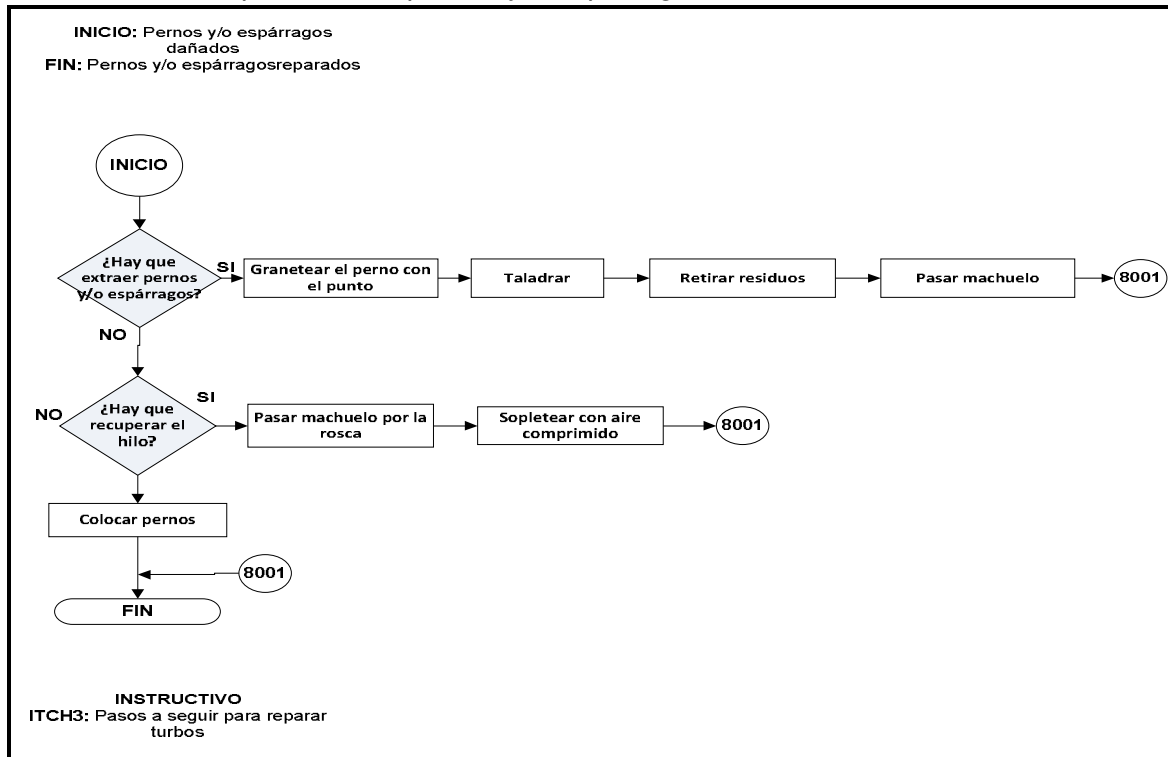 INICIO: Pernos y/o espárragos
dañados
FIN: Pernos y/o espárragosreparados
INICIO
¿Hay que
extraer pernos
y/o espárragos?
SI
Granetear el perno con
el punto
Taladrar
Retirar residuos
Pasar machuelo
8001
NO
¿Hay que
recuperar el
hilo?
NO
SI
Pasar machuelo por la
rosca
Sopletear con aire
comprimido
8001
Colocar pernos
8001
FIN
INSTRUCTIVO
ITCH3: Pasos a seguir para reparar
turbos